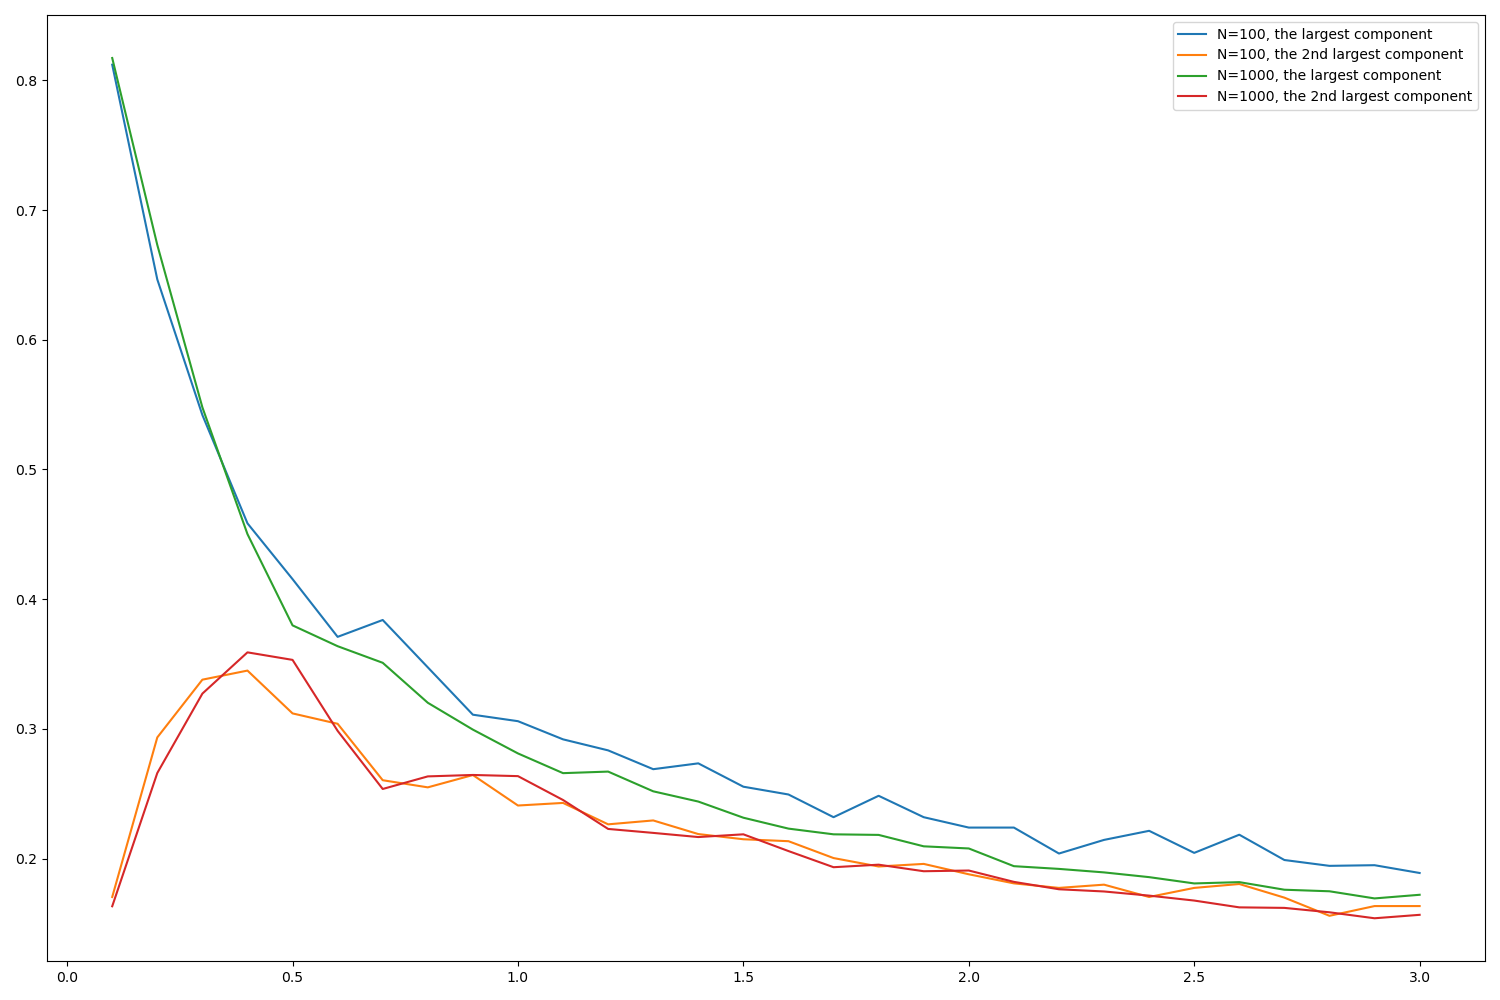 N=100, the largest component
N=100, the 2nd largest component
N=1000, the largest component
N=1000, the 2nd largest component
0.8
0.7
0.6
0.5
0.4
0.3
0.2
0.0 0.5 1.0 1.5 2.0 2.5 3.0